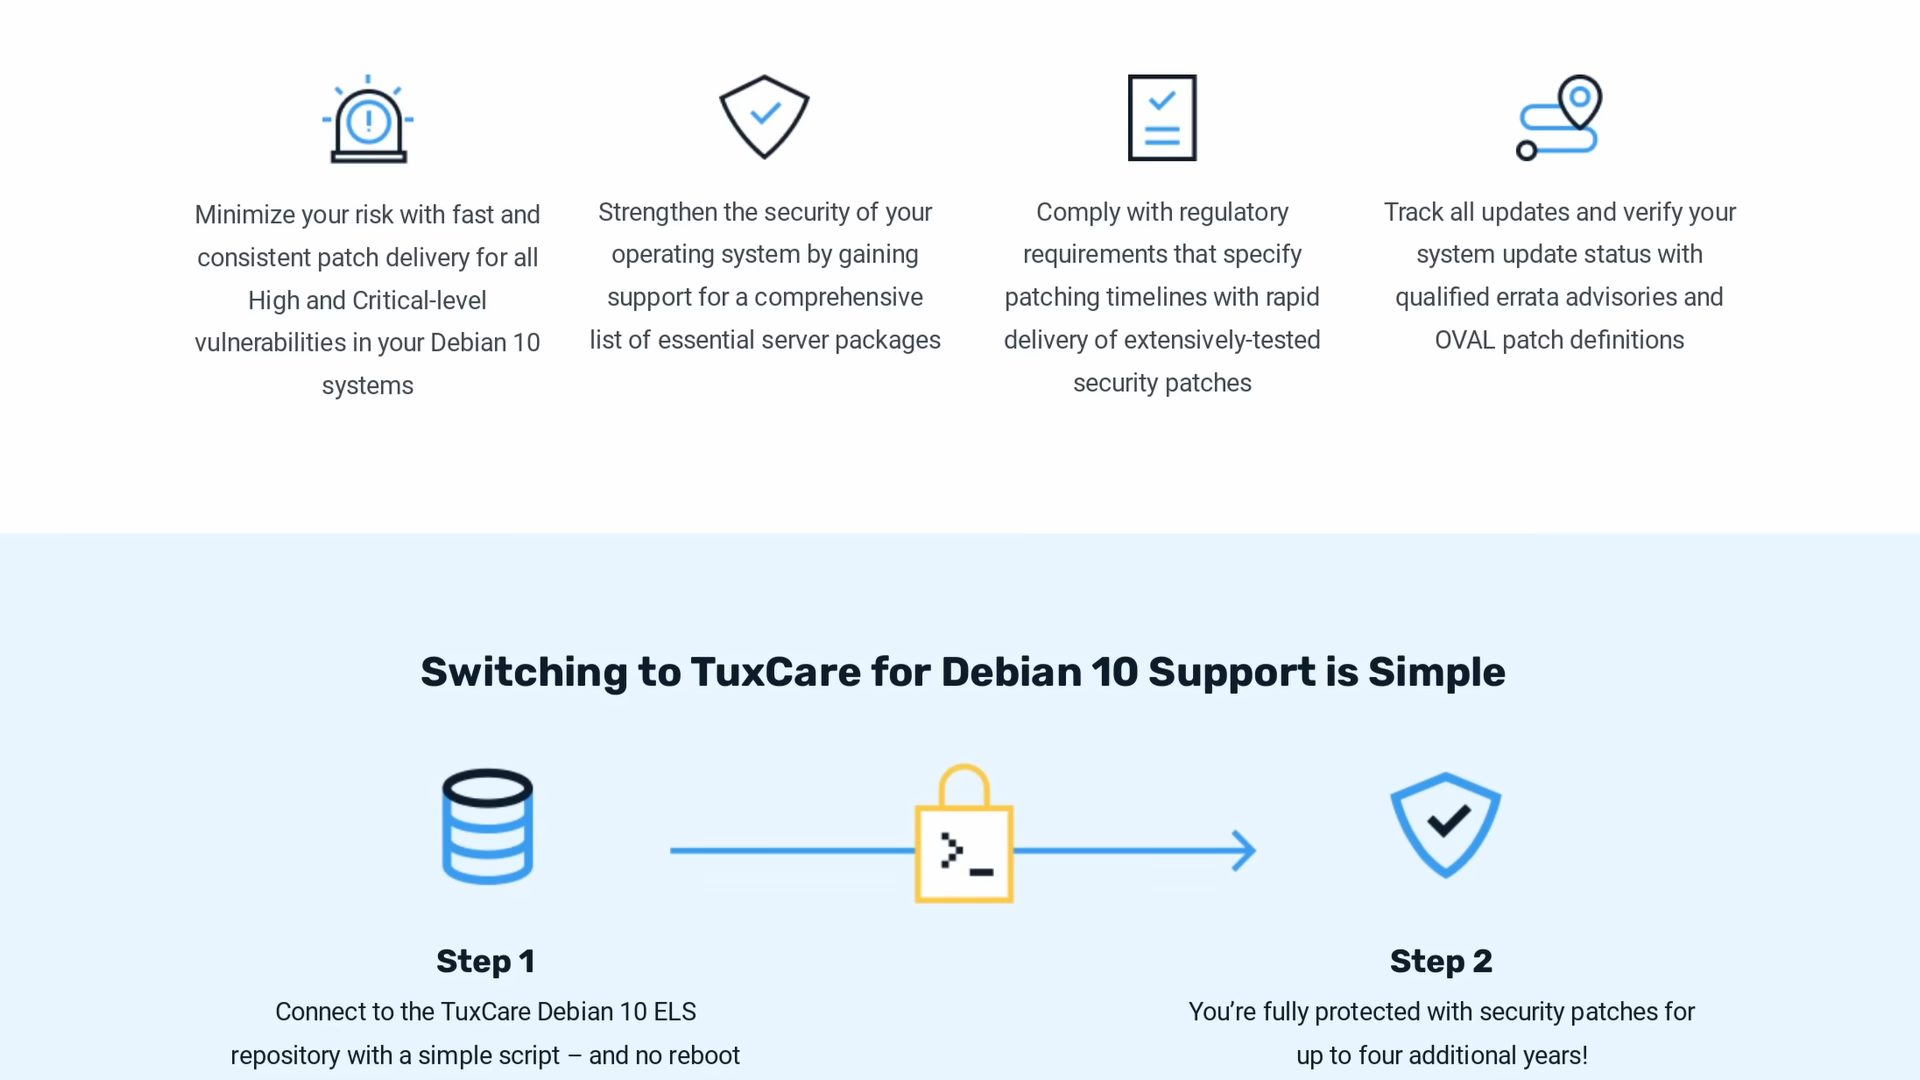 Minimize your risk with fast and
consistent patch delivery for all
High and Critical-level
vulnerabilities in your Debian 10
systems
Strengthen the security of your
operating system by gaining
support for a comprehensive
list of essential server packages
Comply with regulatory
requirements that specify
patching timelines with rapid
delivery of extensively-tested
security patches
Track all updates and verify your
system update status with
qualified errata advisories and
OVAL patch definitions
Switching to TuxCare for Debian 10 Support is Simple
Step 1
Connect to the TuxCare Debian 10 ELS
repository with a simple script – and no reboot
Step 2
You’re fully protected with security patches for
up to four additional years!